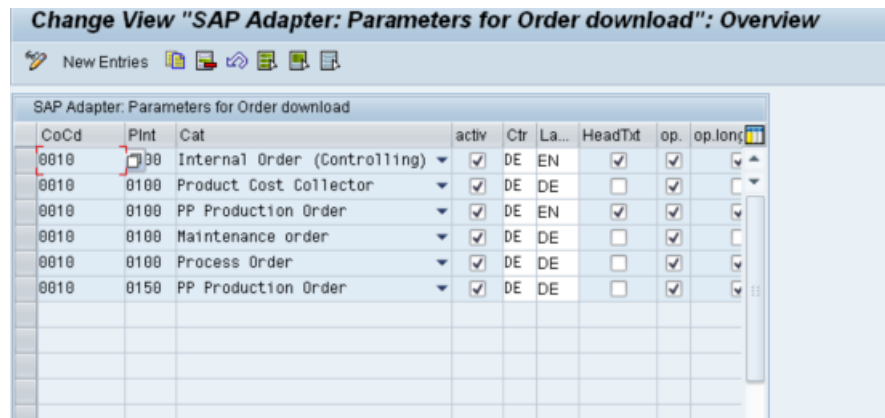 Change View "SAP Adapter: Parameters for Order download": Overview
New Entries
SAP Adapter: Parameters for Order download
CoCd Plnt Cat activ Ctr La... HeadTxt op. op.long
0010 00 Internal Order (Controlling) DE EN
0010 0100 Product Cost Collector DE DE
0010 0100 PP Production Order DE EN
0010 0100 Maintenance order DE DE
0010 0100 Process Order DE DE
0010 0150 PP Production Order DE DE